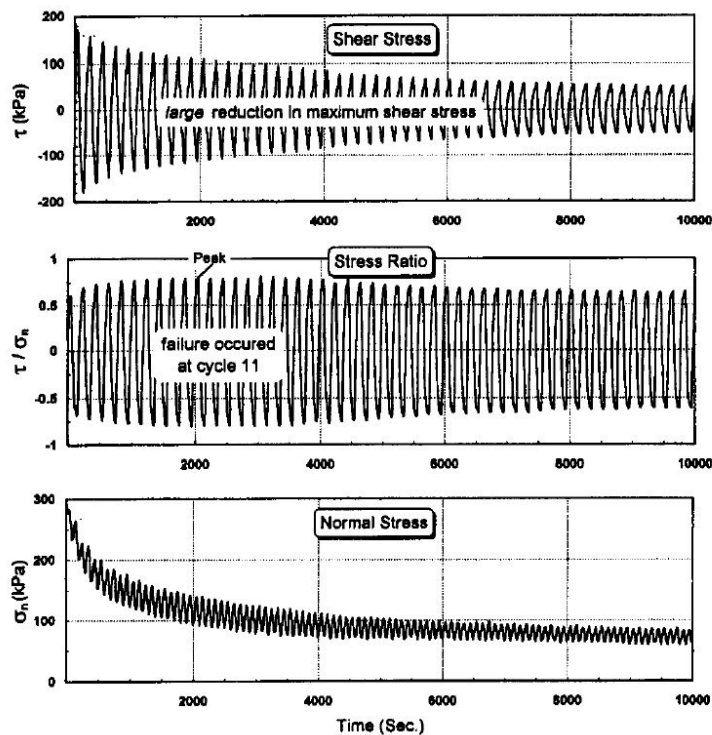 Shear Stress
200
100
0
-100
-200
τ (kPa)
large reduction in maximum shear stress
2000 4000 6000 8000 10000
Peak
Stress Ratio
1
0.5
0
-0.5
-1
τ / σn
failure occured
at cycle 11
2000 4000 6000 8000 10000
Normal Stress
300
200
100
0
σn (kPa)
2000 4000 6000 8000 10000
Time (Sec.)